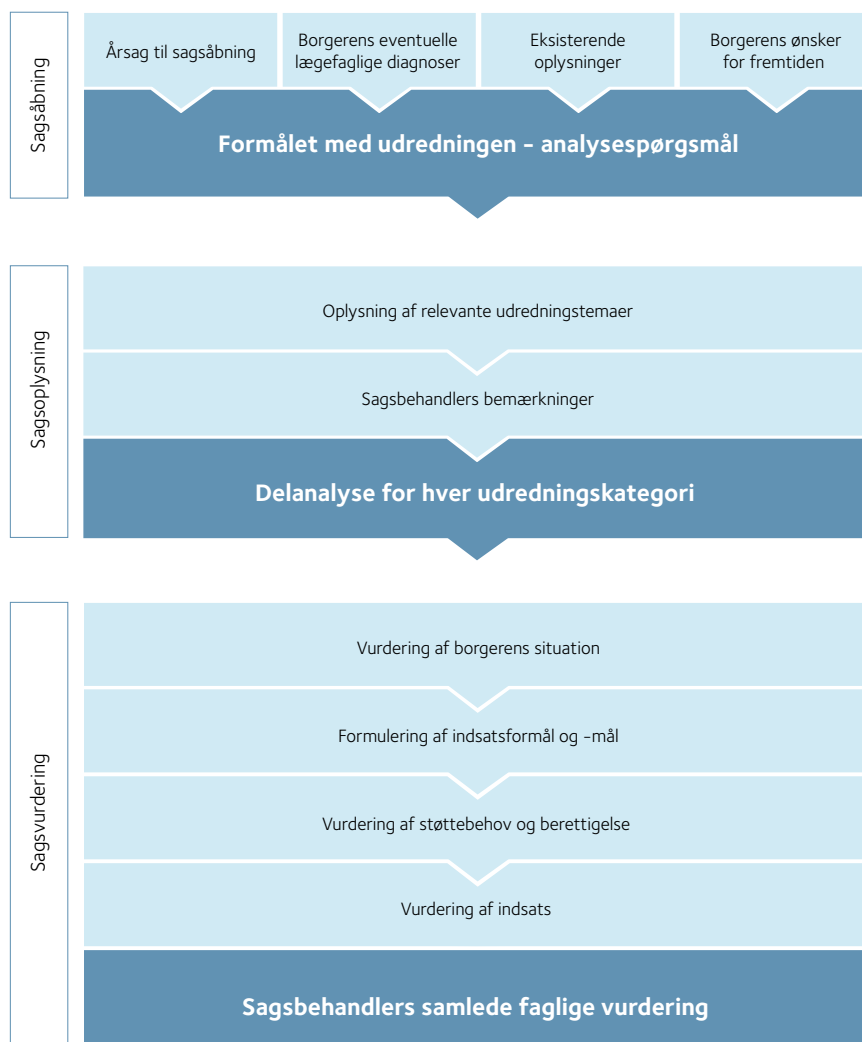 Sagsåbning
Årsag til sagsåbning
Borgerens eventuelle
lægefaglige diagnoser
Eksisterende
oplysninger
Borgerens ønsker
for fremtiden
Formålet med udredningen – analysespørgsmål
Sagsoplysning
Oplysning af relevante udredningstemaer
Sagsbehandlers bemærkninger
Delanalyse for hver udredningskategori
Sagsvurdering
Vurdering af borgerens situation
Formulering af indsatsformål og -mål
Vurdering af støttebehov og berettigelse
Vurdering af indsats
Sagsbehandlers samlede faglige vurdering